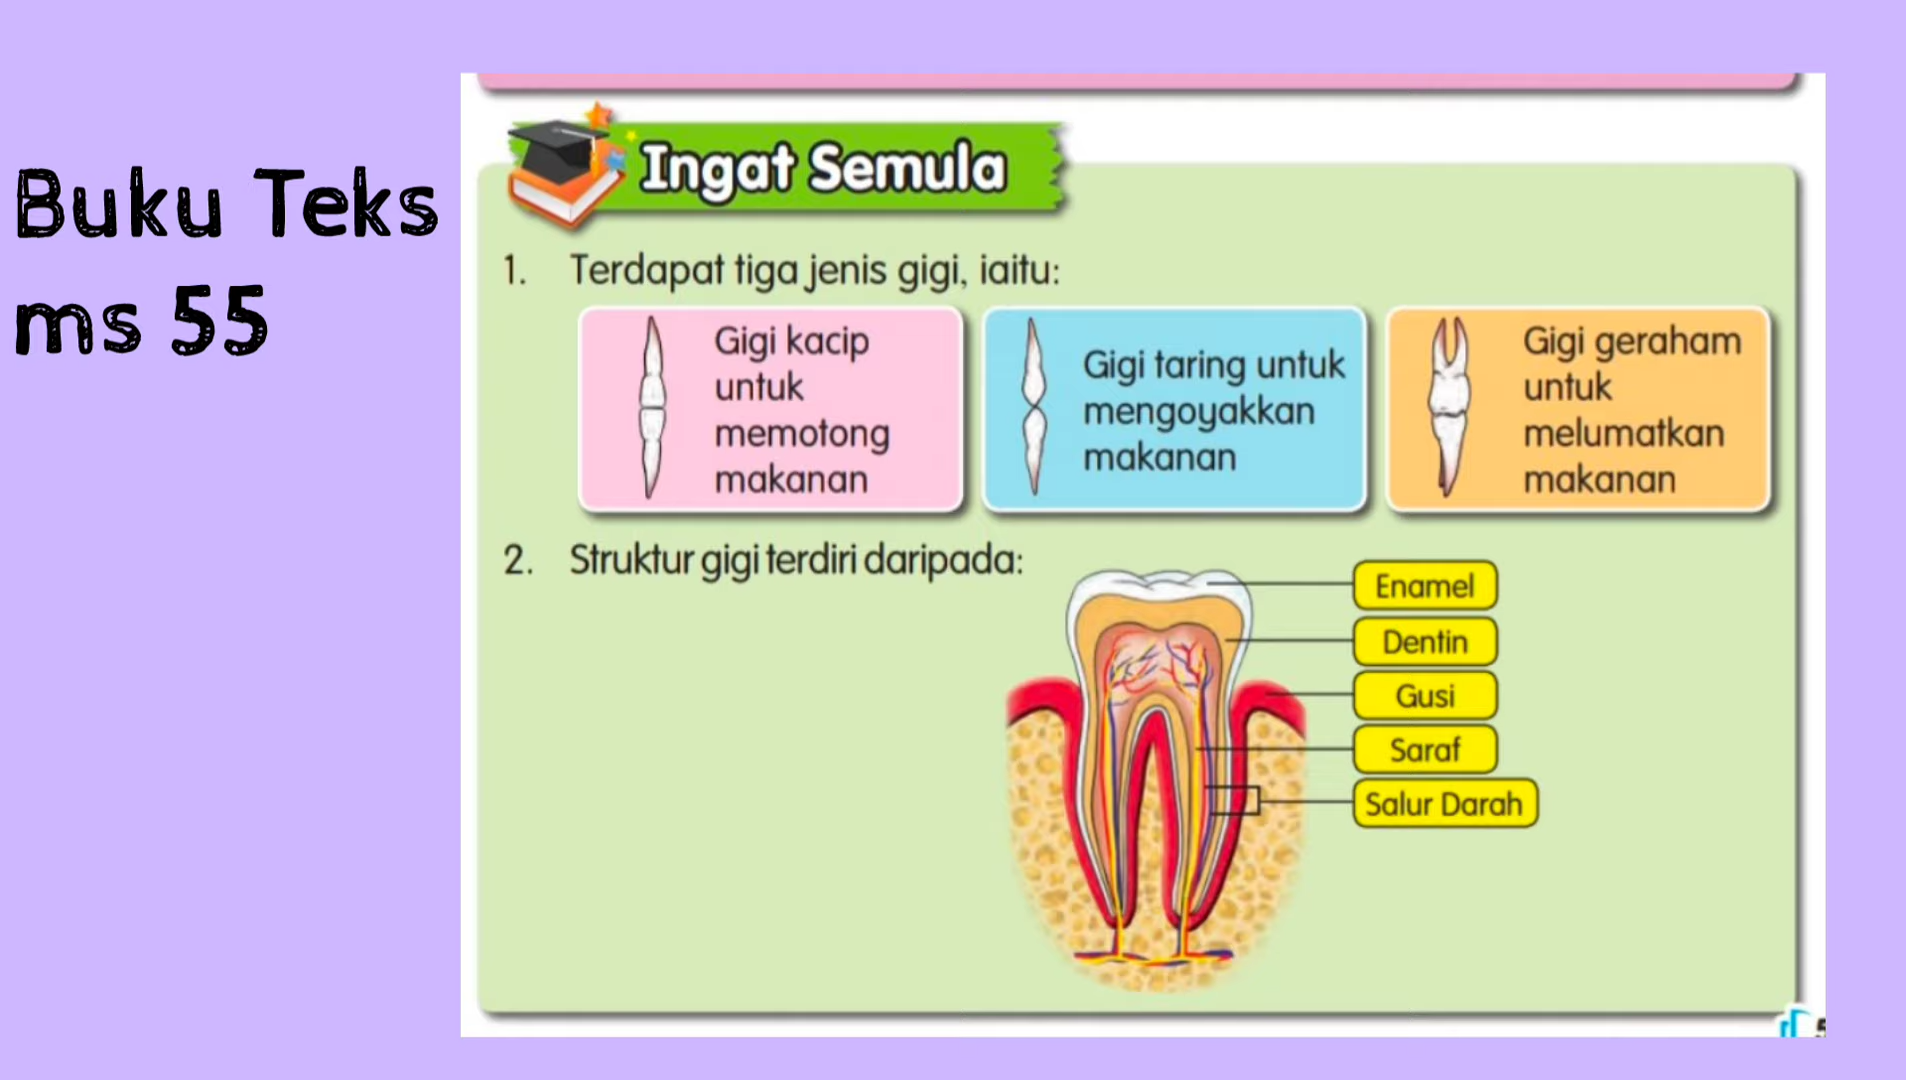 Buku Teks
ms 55
Ingat Semula
1. Terdapat tiga jenis gigi, iaitu:
Gigi kacip
untuk
memotong
makanan
Gigi taring untuk
mengoyakkan
makanan
Gigi geraham
untuk
melumatkan
makanan
2. Struktur gigi terdiri daripada:
Enamel
Dentin
Gusi
Saraf
Salur Darah